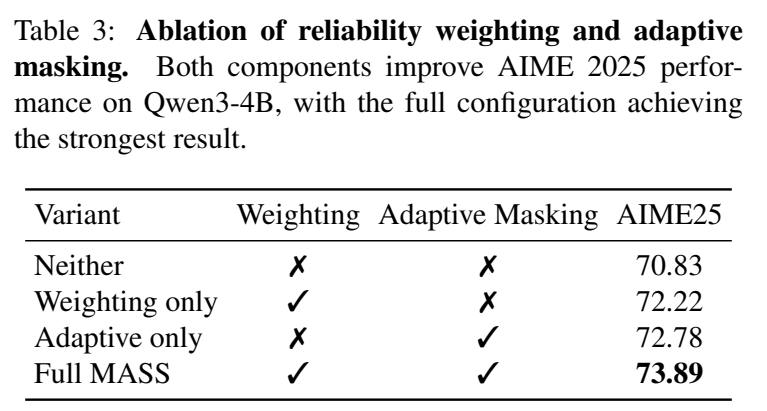 Table 3: Ablation of reliability weighting and adaptive
masking. Both components improve AIME 2025 perfor-
mance on Qwen3-4B, with the full configuration achieving
the strongest result.
Variant Weighting Adaptive Masking AIME25
Neither ✗ ✗ 70.83
Weighting only ✓ ✗ 72.22
Adaptive only ✗ ✓ 72.78
Full MASS ✓ ✓ 73.89